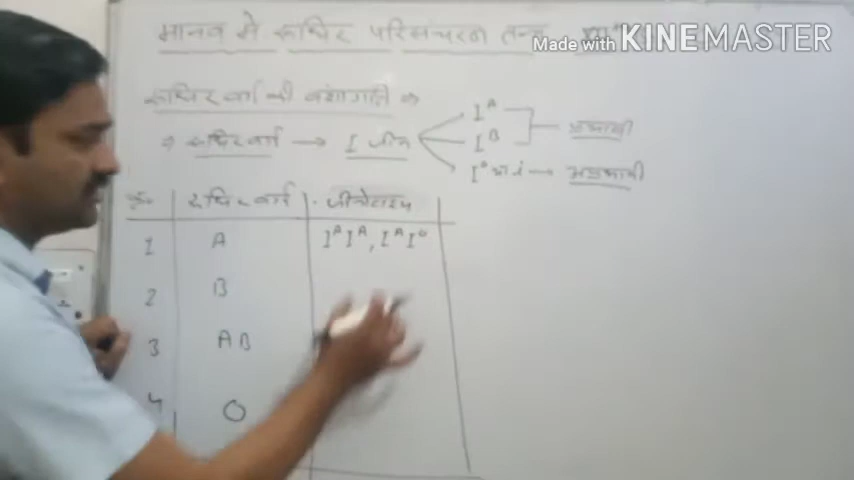 मानव में रूधिर परिसंचरण तन्त्र
Made with KINEMASTER
रूधिर वर्ग की वंशागति
रूधिर वर्ग → I जीन
I^A
I^B
प्रभावी
I^o या i → अप्रभावी
क्र० रूधिर वर्ग जीनोटाइप
1 A I^A I^A, I^A I^o
2 B
3 AB
4 O